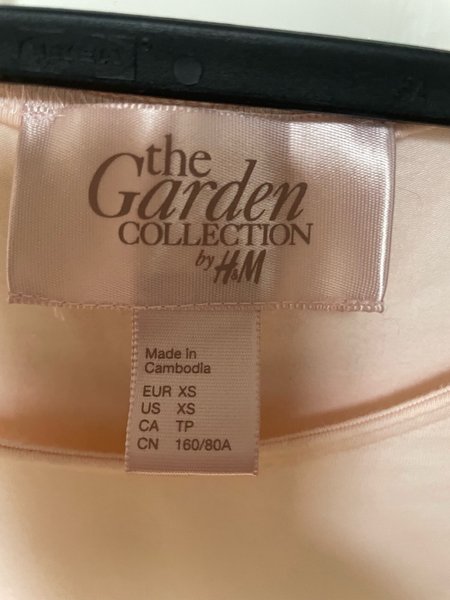 the
Garden
COLLECTION
by H&M
Made in
Cambodia
EUR XS
US XS
CA TP
CN 160/80A